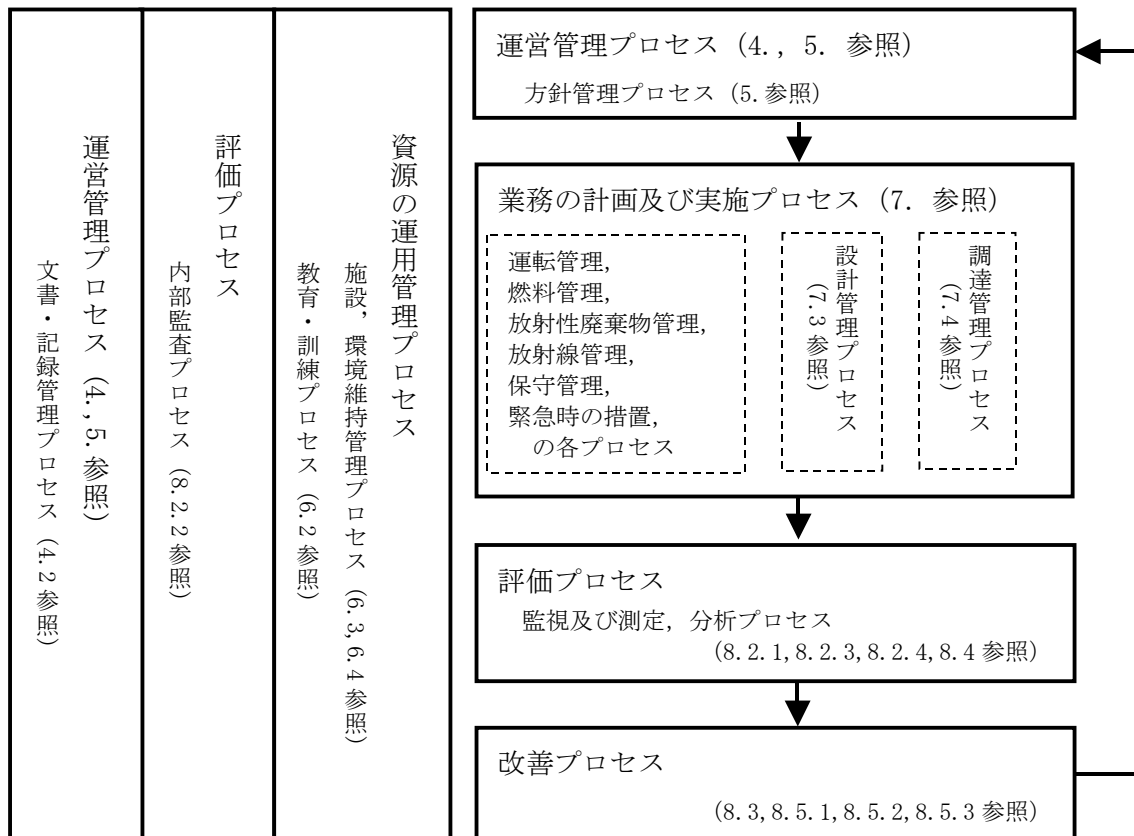 運営管理プロセス（4.,5.参照）
文書・記録管理プロセス（4.2参照）
評価プロセス
内部監査プロセス（8.2.2参照）
資源の運用管理プロセス
施設，環境維持管理プロセス（6.3,6.4参照）
教育・訓練プロセス（6.2参照）
運営管理プロセス（4., 5. 参照）
方針管理プロセス（5.参照）
業務の計画及び実施プロセス（7. 参照）
運転管理，
燃料管理，
放射性廃棄物管理，
放射線管理，
保守管理，
緊急時の措置，
の各プロセス
設計管理プロセス
（7.3参照）
調達管理プロセス
（7.4参照）
評価プロセス
監視及び測定，分析プロセス
（8.2.1,8.2.3,8.2.4,8.4参照）
改善プロセス
（8.3,8.5.1,8.5.2,8.5.3参照）